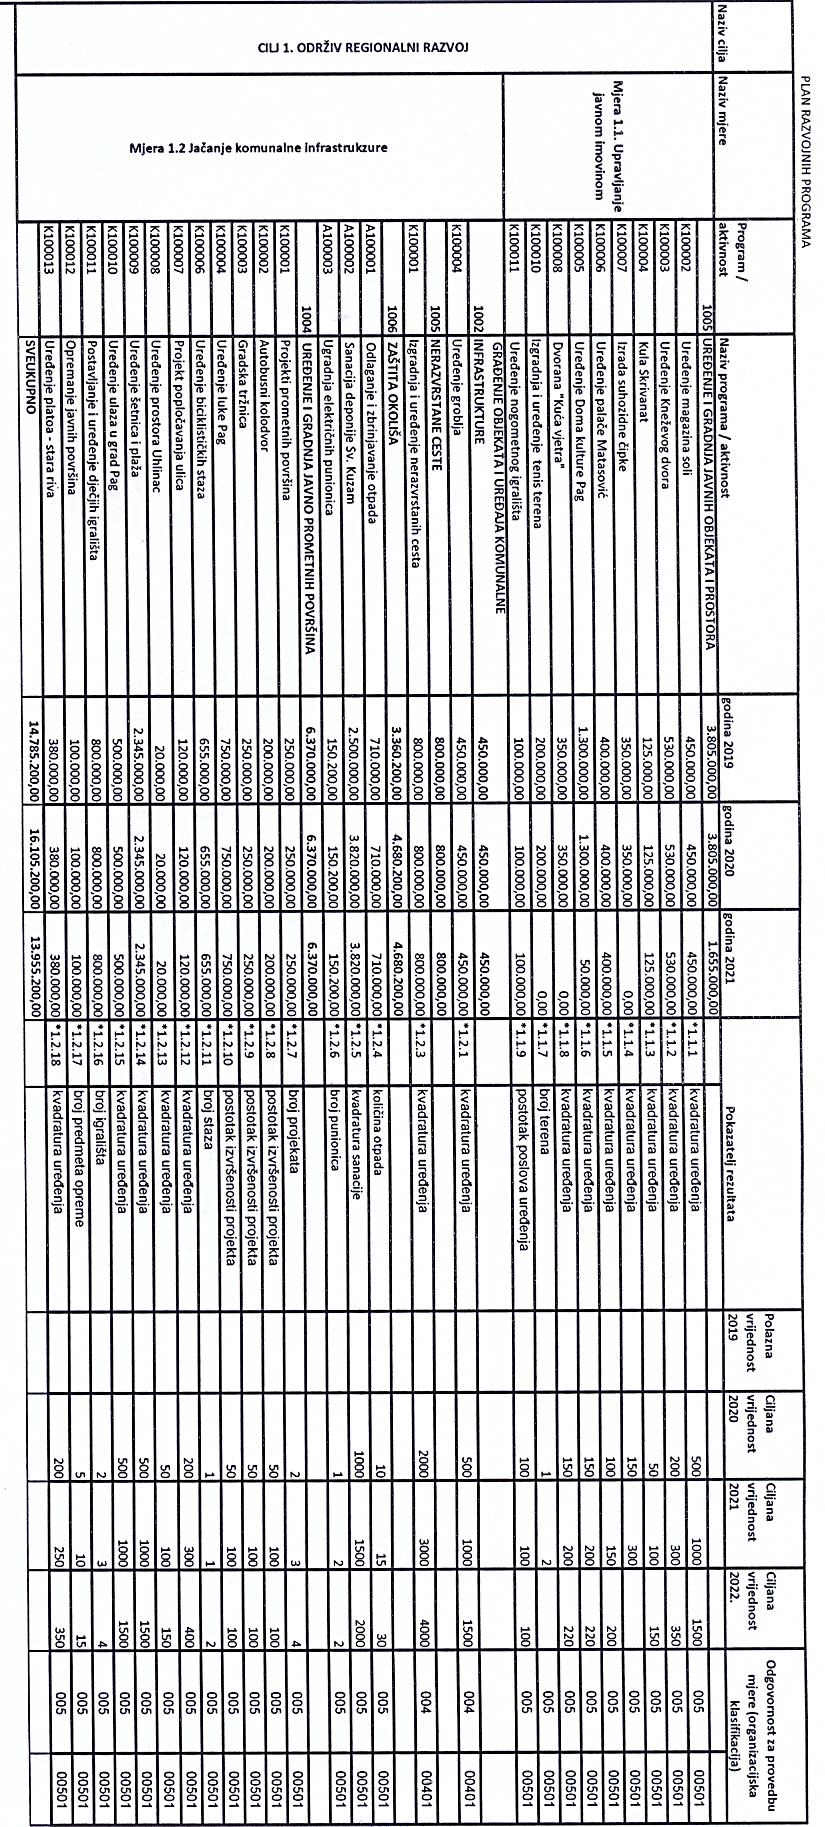 PLAN RAZVOJNIH PROGRAMA
Naziv cilja | Naziv mjere | Program / aktivnost | Naziv programa / aktivnost | godina 2019 | godina 2020 | godina 2021 | Pokazatelj rezultata | Polazna vrijednost 2019 | Ciljana vrijednost 2020 | Ciljana vrijednost 2021 | Ciljana vrijednost 2022. | Odgovornost za provedbu mjere (organizacijska klasifikacija)
CILJ 1. ODRŽIV REGIONALNI RAZVOJ
Mjera 1.1. Upravljanje javnom imovinom
1005 UREĐENJE I GRADNJA JAVNIH OBJEKATA I PROSTORA 3.805.000,00 3.805.000,00 1.655.000,00
K100002 Uređenje magazina soli 450.000,00 450.000,00 450.000,00 *1.1.1 kvadratura uređenja 500 1000 1500 005 00501
K100003 Uređenje Kneževog dvora 530.000,00 530.000,00 530.000,00 *1.1.2 kvadratura uređenja 200 300 350 005 00501
K100004 Kula Skrivanat 125.000,00 125.000,00 125.000,00 *1.1.3 kvadratura uređenja 50 100 150 005 00501
K100007 Izrada suhozidne čipke 350.000,00 350.000,00 0,00 *1.1.4 kvadratura uređenja 150 300 005 00501
K100006 Uređenje palače Matasović 400.000,00 400.000,00 400.000,00 *1.1.5 kvadratura uređenja 100 150 200 005 00501
K100005 Uređenje Doma kulture Pag 1.300.000,00 1.300.000,00 50.000,00 *1.1.6 kvadratura uređenja 150 200 220 005 00501
K100008 Dvorana "Kuća vjetra" 350.000,00 350.000,00 0,00 *1.1.8 kvadratura uređenja 150 200 220 005 00501
K100010 Izgradnja i uređenje tenis terena 200.000,00 200.000,00 0,00 *1.1.7 broj terena 1 2 005 00501
K100011 Uređenje nogometnog igrališta 100.000,00 100.000,00 100.000,00 *1.1.9 postotak poslova uređenja 100 100 100 005 00501
Mjera 1.2 Jačanje komunalne infrastrukzure
GRAĐENJE OBJEKATA I UREĐAJA KOMUNALNE
1002 INFRASTRUKTURE 450.000,00 450.000,00 450.000,00
K100004 Uređenje groblja 450.000,00 450.000,00 450.000,00 *1.2.1 kvadratura uređenja 500 1000 1500 004 00401
1005 NERAZVRSTANE CESTE 800.000,00 800.000,00 800.000,00
K100001 Izgradnja i uređenje nerazvrstanih cesta 800.000,00 800.000,00 800.000,00 *1.2.3 kvadratura uređenja 2000 3000 4000 004 00401
1006 ZAŠTITA OKOLIŠA 3.360.200,00 4.680.200,00 4.680.200,00
A100001 Odlaganje i zbrinjavanje otpada 710.000,00 710.000,00 710.000,00 *1.2.4 količina otpada 10 15 30 005 00501
A100002 Sanacija deponije Sv. Kuzam 2.500.000,00 3.820.000,00 3.820.000,00 *1.2.5 kvadratura sanacije 1000 1500 2000 005 00501
A100003 Ugradnja električnih punionica 150.200,00 150.200,00 150.200,00 *1.2.6 broj punionica 1 2 2 005 00501
1004 UREĐENJE I GRADNJA JAVNO PROMETNIH POVRŠINA 6.370.000,00 6.370.000,00 6.370.000,00
K100001 Projekti prometnih površina 250.000,00 250.000,00 250.000,00 *1.2.7 broj projekata 2 3 4 005 00501
K100002 Autobusni kolodvor 200.000,00 200.000,00 200.000,00 *1.2.8 postotak izvršenosti projekta 50 100 100 005 00501
K100003 Gradska tržnica 250.000,00 250.000,00 250.000,00 *1.2.9 postotak izvršenosti projekta 50 100 100 005 00501
K100004 Uređenje luke Pag 750.000,00 750.000,00 750.000,00 *1.2.10 postotak izvršenosti projekta 50 100 100 005 00501
K100006 Uređenje biciklističkih staza 655.000,00 655.000,00 655.000,00 *1.2.11 broj staza 1 1 2 005 00501
K100007 Projekt popločavanja ulica 120.000,00 120.000,00 120.000,00 *1.2.12 kvadratura uređenja 200 300 400 005 00501
K100008 Uređenje prostora Uhlinac 20.000,00 20.000,00 20.000,00 *1.2.13 kvadratura uređenja 50 100 150 005 00501
K100009 Uređenje šetnica i plaža 2.345.000,00 2.345.000,00 2.345.000,00 *1.2.14 kvadratura uređenja 500 1000 1500 005 00501
K100010 Uređenje ulaza u grad Pag 500.000,00 500.000,00 500.000,00 *1.2.15 kvadratura uređenja 500 1000 1500 005 00501
K100011 Postavljanje i uređenje dječjih igrališta 800.000,00 800.000,00 800.000,00 *1.2.16 broj igrališta 2 3 4 005 00501
K100012 Opremanje javnih površina 100.000,00 100.000,00 100.000,00 *1.2.17 broj predmeta opreme 5 10 15 005 00501
K100013 Uređenje platoa - stara riva 380.000,00 380.000,00 380.000,00 *1.2.18 kvadratura uređenja 200 250 350 005 00501
SVEUKUPNO 14.785.200,00 16.105.200,00 13.955.200,00